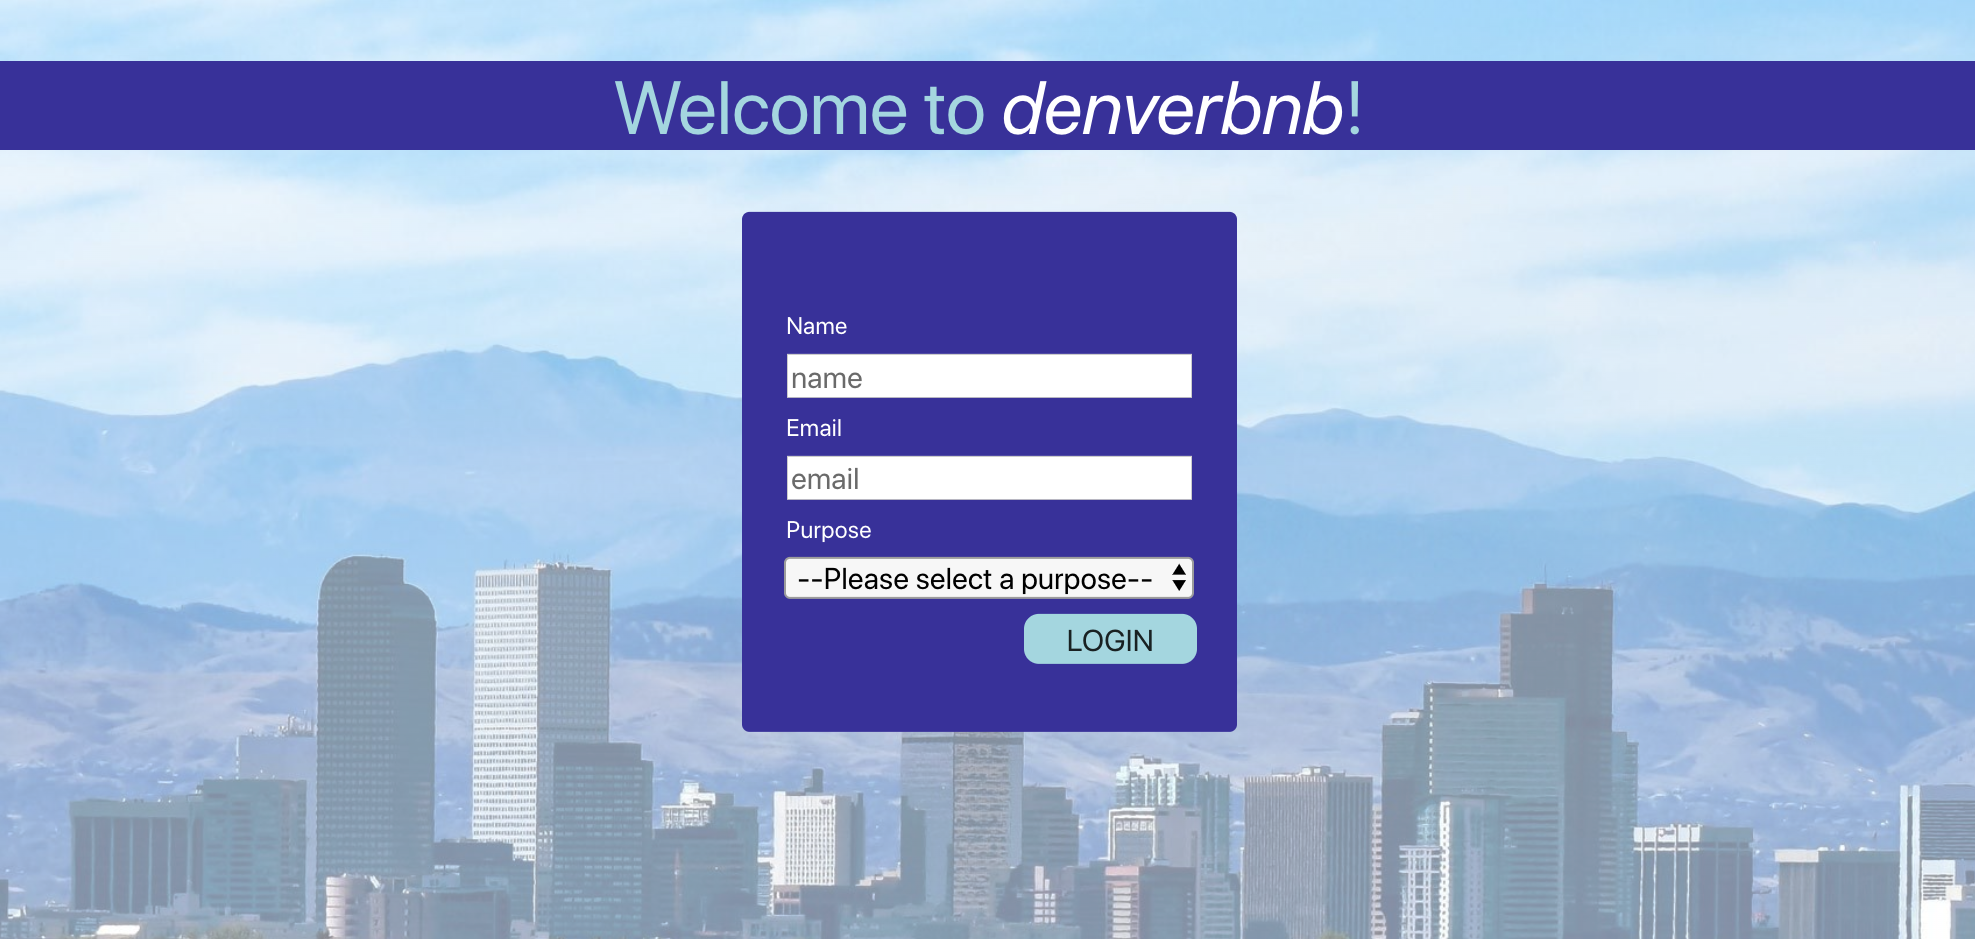 Welcome to denverbnb!
Name
name
Email
email
Purpose
--Please select a purpose--
LOGIN